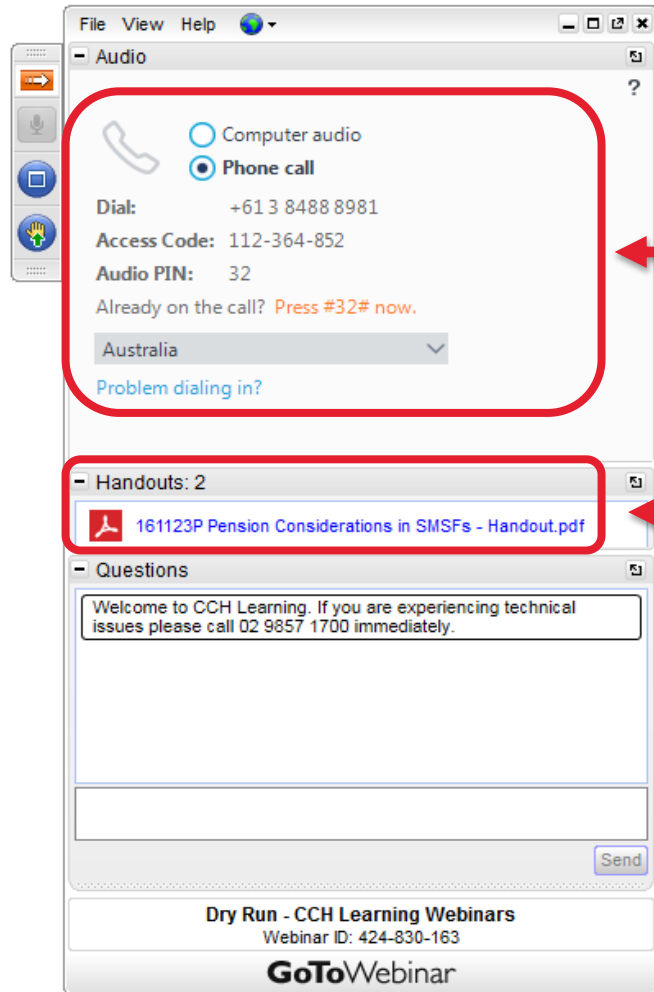 File View Help
Audio
?
Computer audio
Phone call
Dial: +61 3 8488 8981
Access Code: 112-364-852
Audio PIN: 32
Already on the call? Press #32# now.
Australia
Problem dialing in?
Handouts: 2
161123P Pension Considerations in SMSFs - Handout.pdf
Questions
Welcome to CCH Learning. If you are experiencing technical
issues please call 02 9857 1700 immediately.
Send
Dry Run - CCH Learning Webinars
Webinar ID: 424-830-163
GoToWebinar